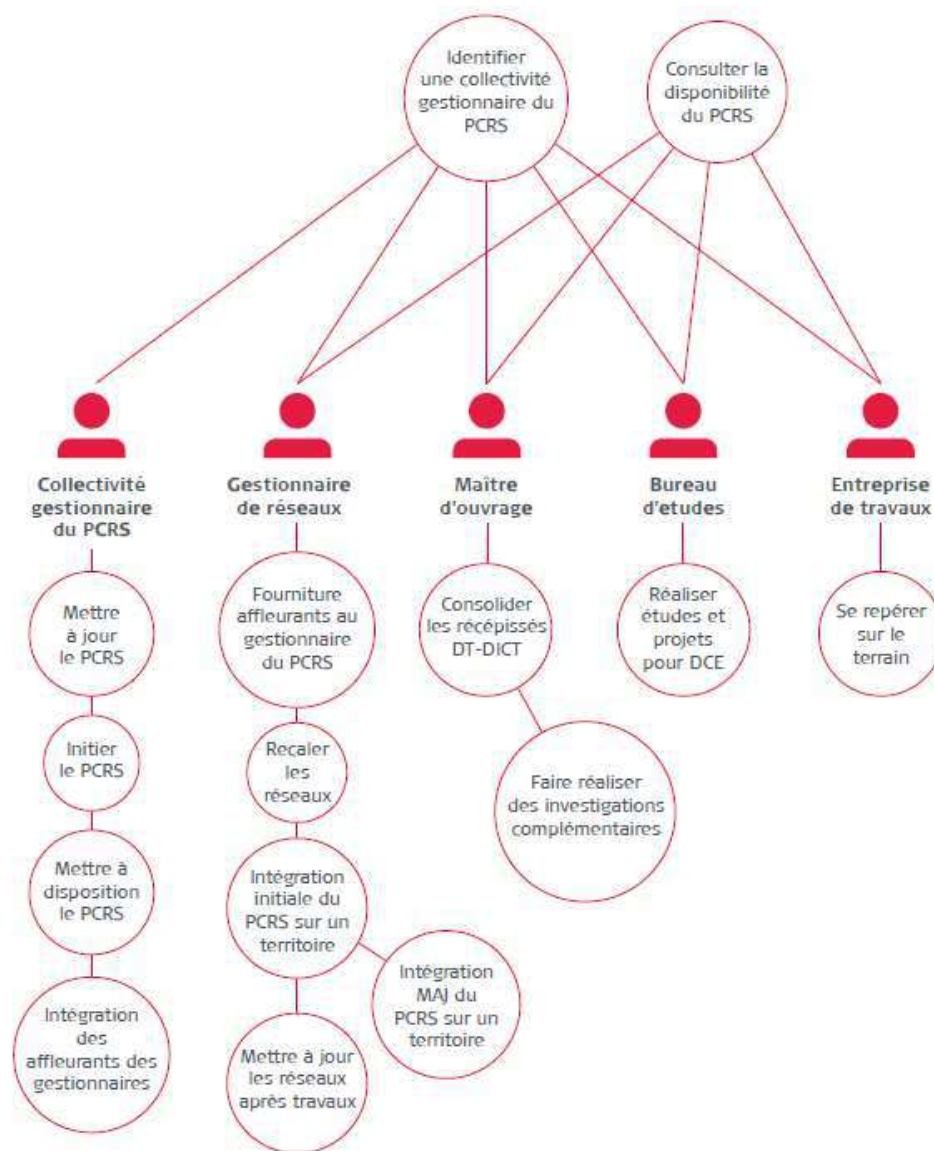 Identifier
une collectivité
gestionnaire du
PCRS
Consulter la
disponibilité
du PCRS
Collectivité
gestionnaire
du PCRS
Gestionnaire
de réseaux
Maître
d'ouvrage
Bureau
d'etudes
Entreprise
de travaux
Mettre
à jour
le PCRS
Initier
le PCRS
Mettre à
disposition
le PCRS
Intégration
des
affleurants des
gestionnaires
Fourniture
affleurants au
gestionnaire
du PCRS
Recaler
les
réseaux
Intégration
initiale du
PCRS sur un
territoire
Intégration
MAJ du
PCRS sur un
territoire
Mettre à jour
les réseaux
après travaux
Consolider
les récépissés
DT-DICT
Faire réaliser
des investigations
complémentaires
Réaliser
études et
projets
pour DCE
Se repérer
sur le
terrain